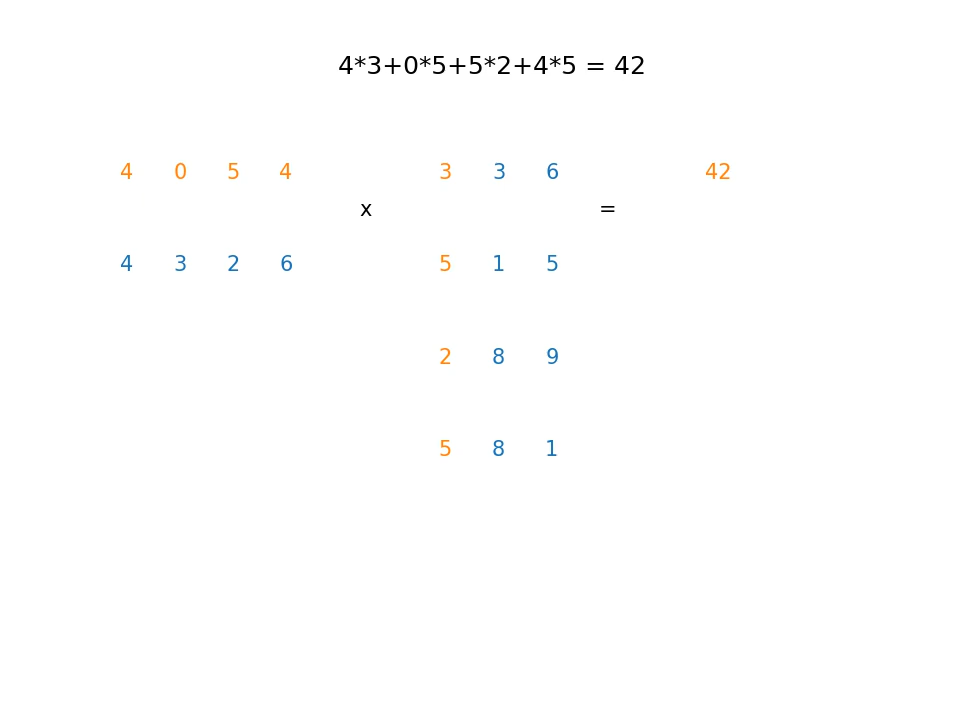 4*3+0*5+5*2+4*5 = 42
4 0 5 4 3 3 6 42
x =
4 3 2 6 5 1 5
2 8 9
5 8 1